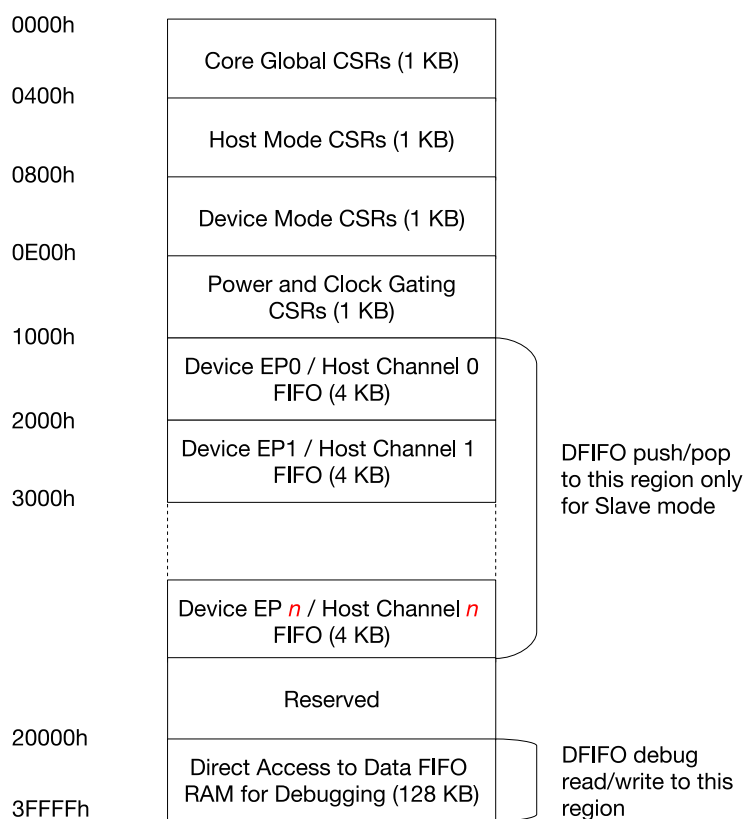 0000h
Core Global CSRs (1 KB)
0400h
Host Mode CSRs (1 KB)
0800h
Device Mode CSRs (1 KB)
0E00h
Power and Clock Gating
CSRs (1 KB)
1000h
Device EP0 / Host Channel 0
FIFO (4 KB)
2000h
Device EP1 / Host Channel 1
FIFO (4 KB)
3000h
DFIFO push/pop
to this region only
for Slave mode
Device EP n / Host Channel n
FIFO (4 KB)
Reserved
20000h
Direct Access to Data FIFO
RAM for Debugging (128 KB)
3FFFFh
DFIFO debug
read/write to this
region